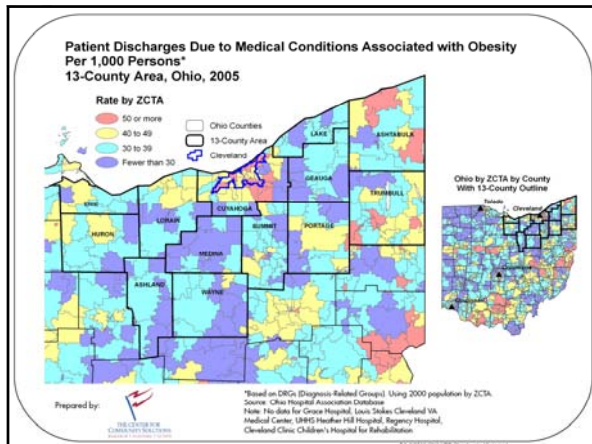 Patient Discharges Due to Medical Conditions Associated with Obesity
Per 1,000 Persons*
13-County Area, Ohio, 2005
Rate by ZCTA
50 or more
40 to 49
30 to 39
Fewer than 30
Ohio Counties
13-County Area
Cleveland
LAKE
ASHTABULA
GEAUGA
CUYAHOGA
TRUMBULL
ERIE
LORAIN
HURON
MEDINA
SUMMIT
PORTAGE
ASHLAND
WAYNE
Ohio by ZCTA by County
With 13-County Outline
Toledo
Cleveland
Prepared by:
THE CENTER FOR
COMMUNITY SOLUTIONS
*Based on DRGs (Diagnosis-Related Groups). Using 2000 population by ZCTA.
Source: Ohio Hospital Association Database
Note: No data for Grace Hospital, Louis Stokes Cleveland VA
Medical Center, UHHS Heather Hill Hospital, Regency Hospital,
Cleveland Clinic Children's Hospital for Rehabilitation